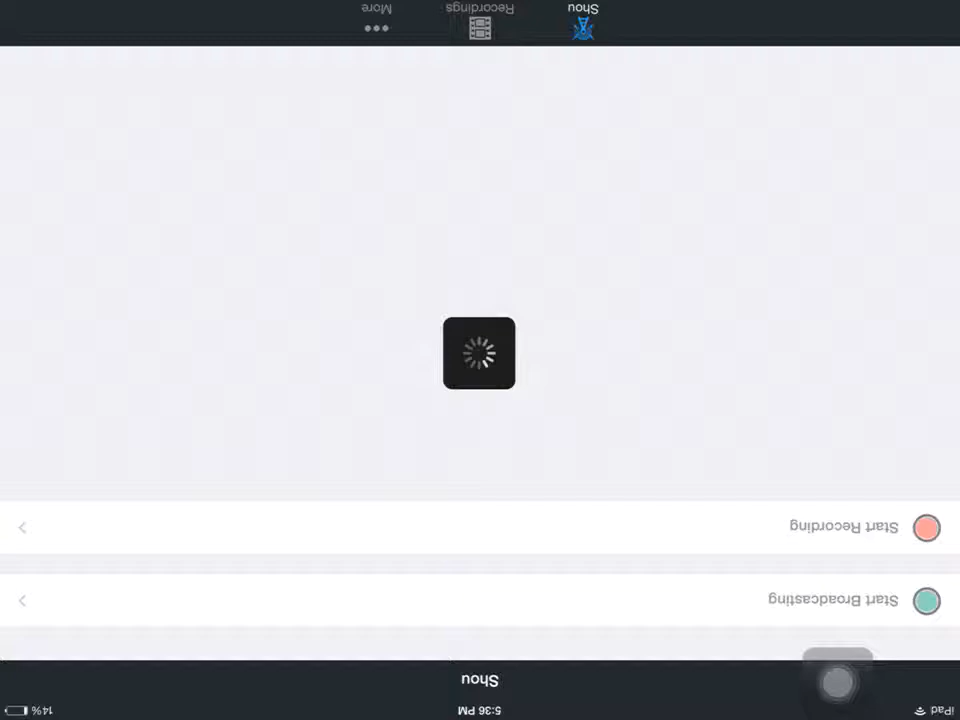 iPad 5:36 PM 14%
Shou
Start Broadcasting
Start Recording
Shou Recordings More